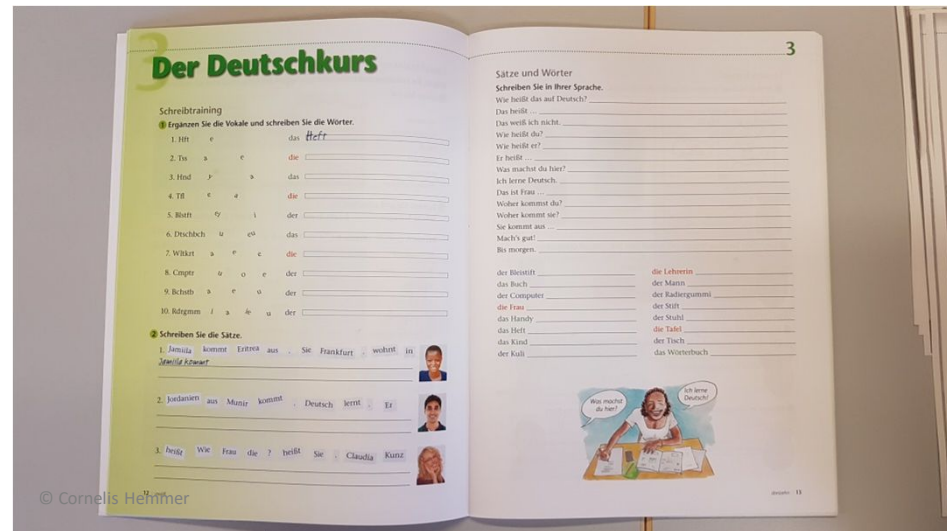 3
Der Deutschkurs
Schreibtraining
1 Ergänzen Sie die Vokale und schreiben Sie die Wörter.
1. Hft e das Heft
2. Tss a e die
3. Hnd y a das
4. Tfl e a die
5. Blstft ei i der
6. Dtschbch u eu das
7. Wltkrt a e e die
8. Cmptr u o e der
9. Bchstb a e u der
10. Rdrgmm i a ie u der
2 Schreiben Sie die Sätze.
1. Jamiila kommt Eritrea aus . Sie Frankfurt . wohnt in
Jamiila kommt
2. Jordanien aus Munir kommt . Deutsch lernt . Er
3. heißt Wie Frau die ? heißt Sie . Claudia Kunz
12
3
Sätze und Wörter
Schreiben Sie in Ihrer Sprache.
Wie heißt das auf Deutsch?
Das heißt ...
Das weiß ich nicht.
Wie heißt du?
Wie heißt er?
Er heißt ...
Was machst du hier?
Ich lerne Deutsch.
Das ist Frau ...
Woher kommst du?
Woher kommt sie?
Sie kommt aus ...
Mach's gut!
Bis morgen.
der Bleistift
das Buch
der Computer
die Frau
das Handy
das Heft
das Kind
der Kuli
die Lehrerin
der Mann
der Radiergummi
der Stift
der Stuhl
die Tafel
der Tisch
das Wörterbuch
Was machst
du hier?
Ich lerne
Deutsch!
13
© Cornelis Hemmer